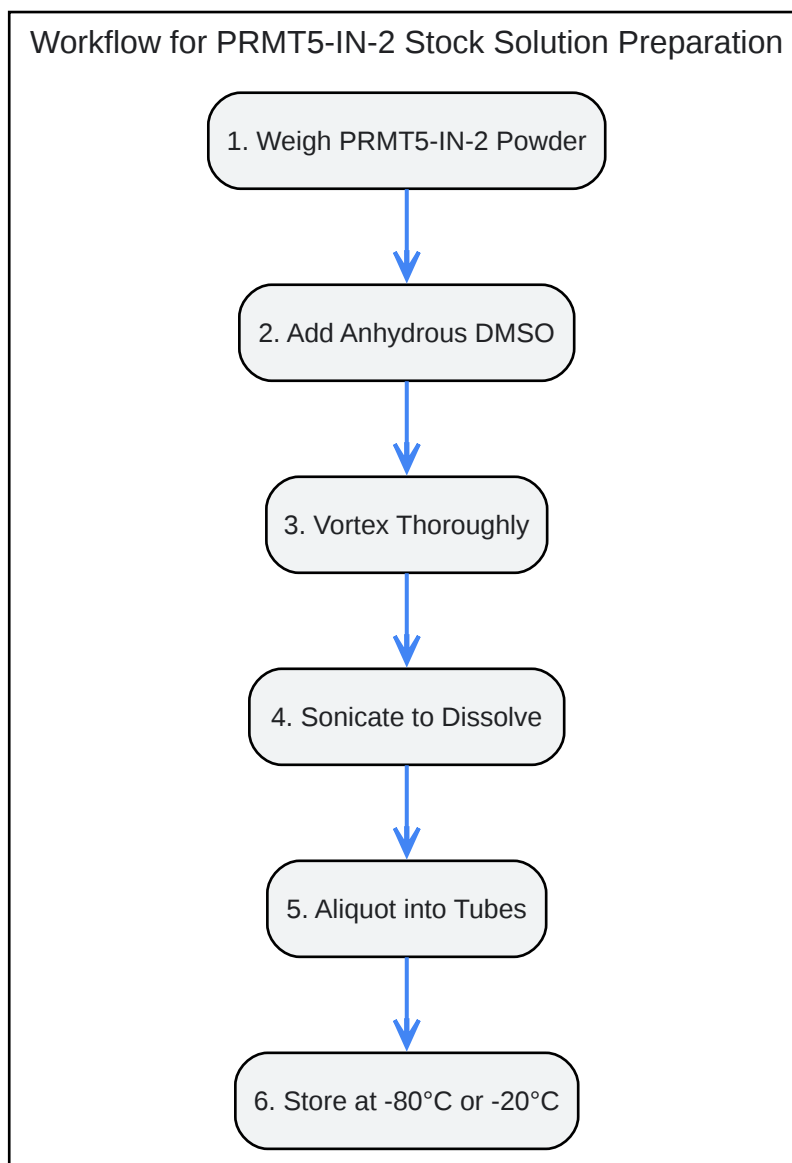 Workflow for PRMT5-IN-2 Stock Solution Preparation
1. Weigh PRMT5-IN-2 Powder
2. Add Anhydrous DMSO
3. Vortex Thoroughly
4. Sonicate to Dissolve
5. Aliquot into Tubes
6. Store at -80°C or -20°C